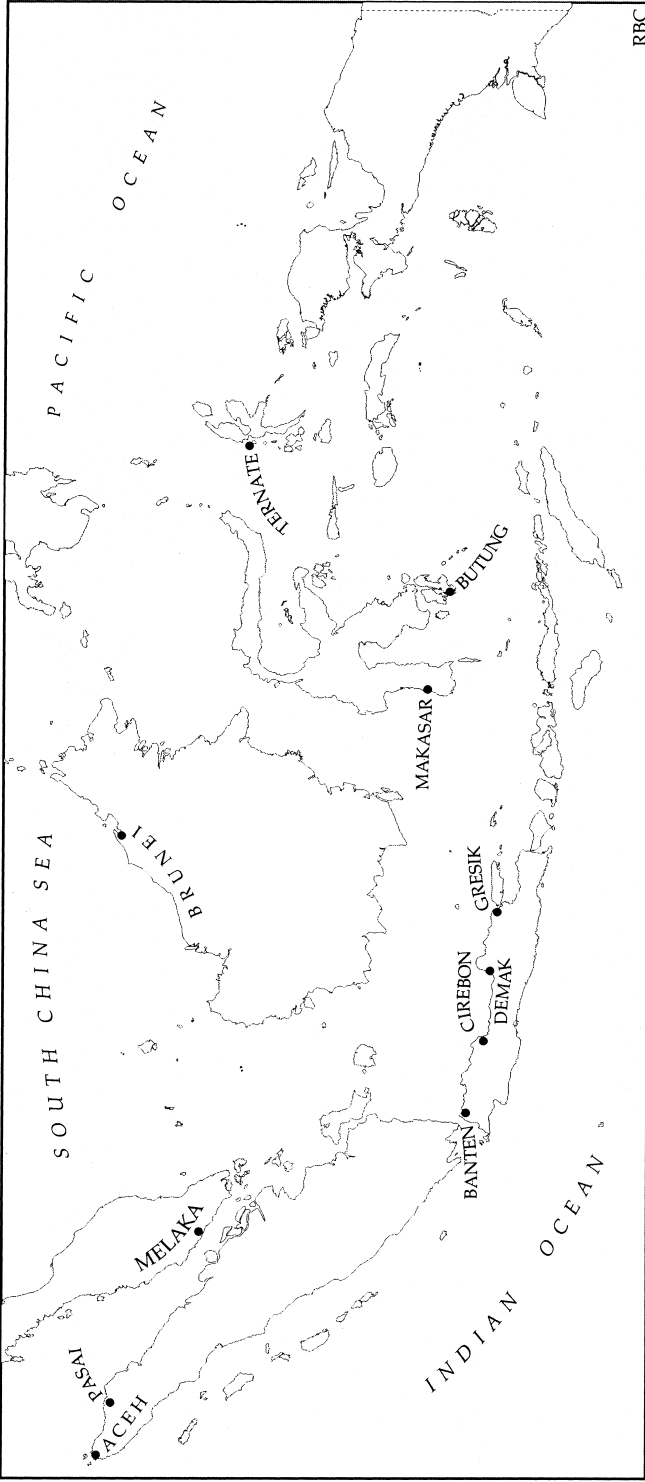 PACIFIC OCEAN
SOUTH CHINA SEA
ACEH
PASAI
MELAKA
BRUNEI
TERNATE
BUTUNG
MAKASAR
BANTEN
CIREBON
DEMAK
GRESIK
INDIAN OCEAN
RBC